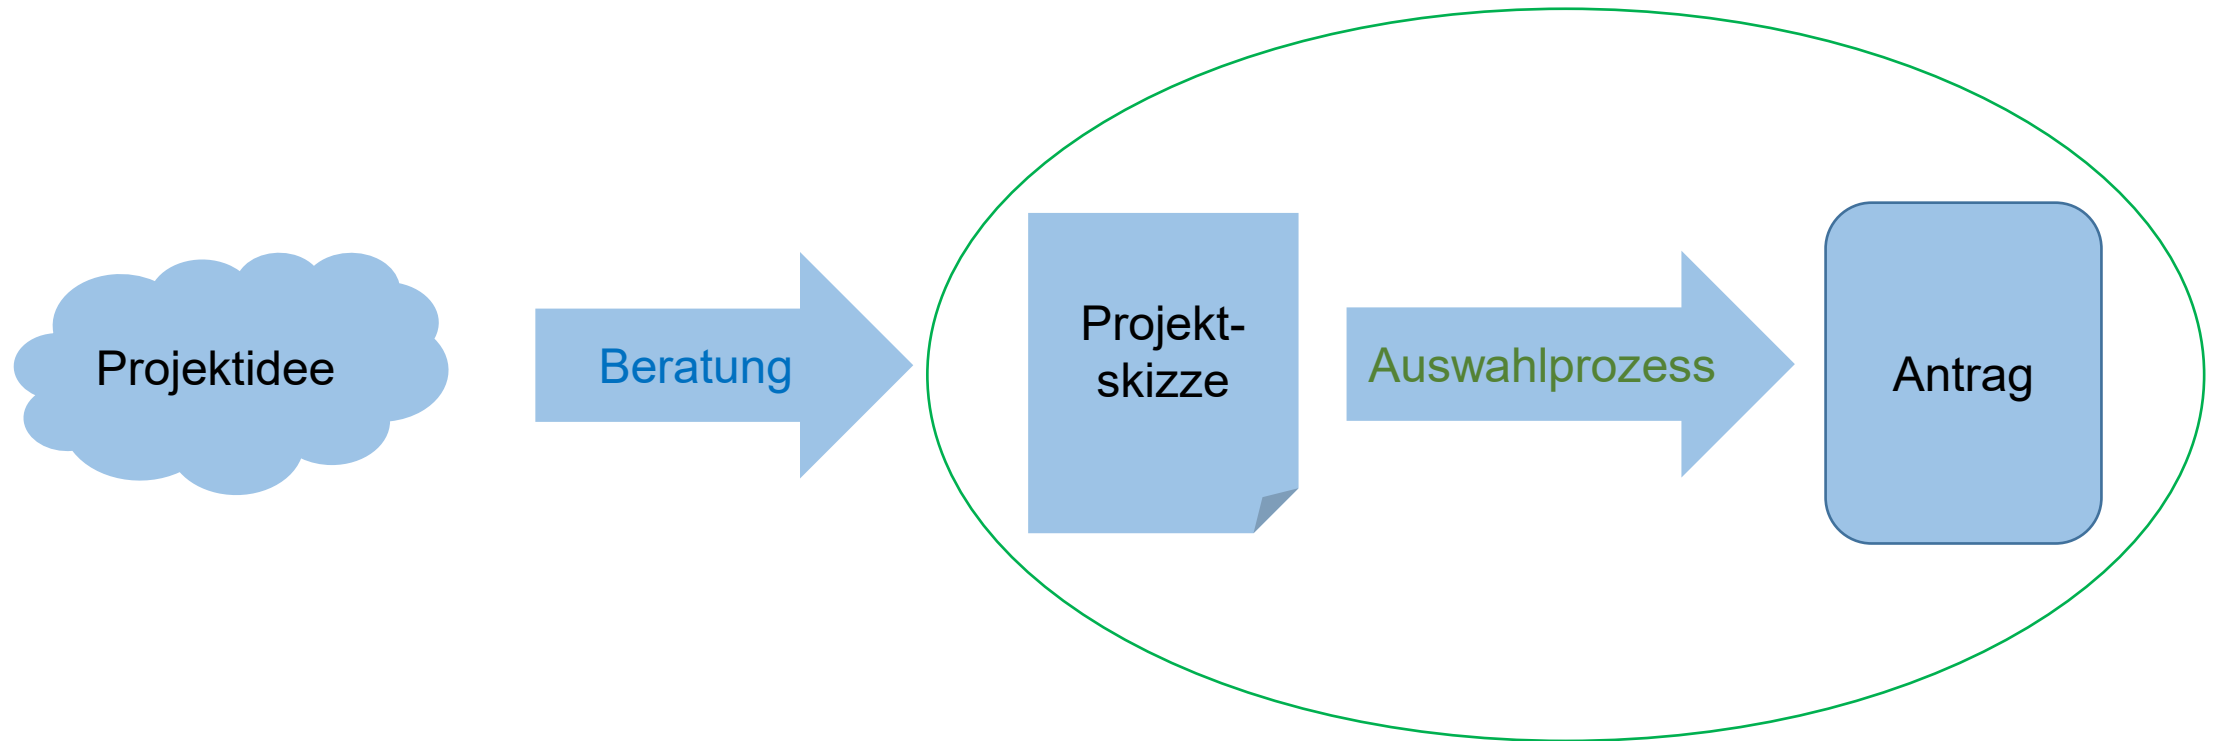 Projektidee
Beratung
Projekt-
skizze
Auswahlprozess
Antrag